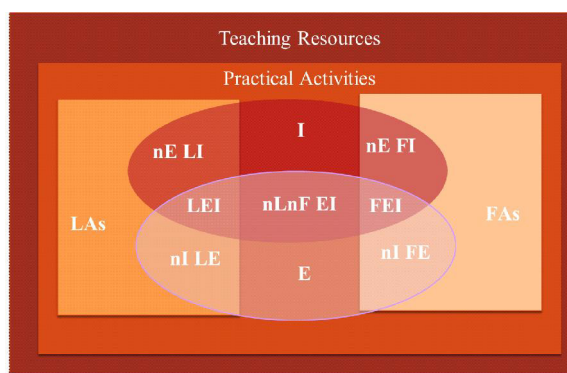 Teaching Resources
Practical Activities
I
nE LI
nE FI
LEI
nLnF EI
FEI
LAs
FAs
nI LE
nI FE
E